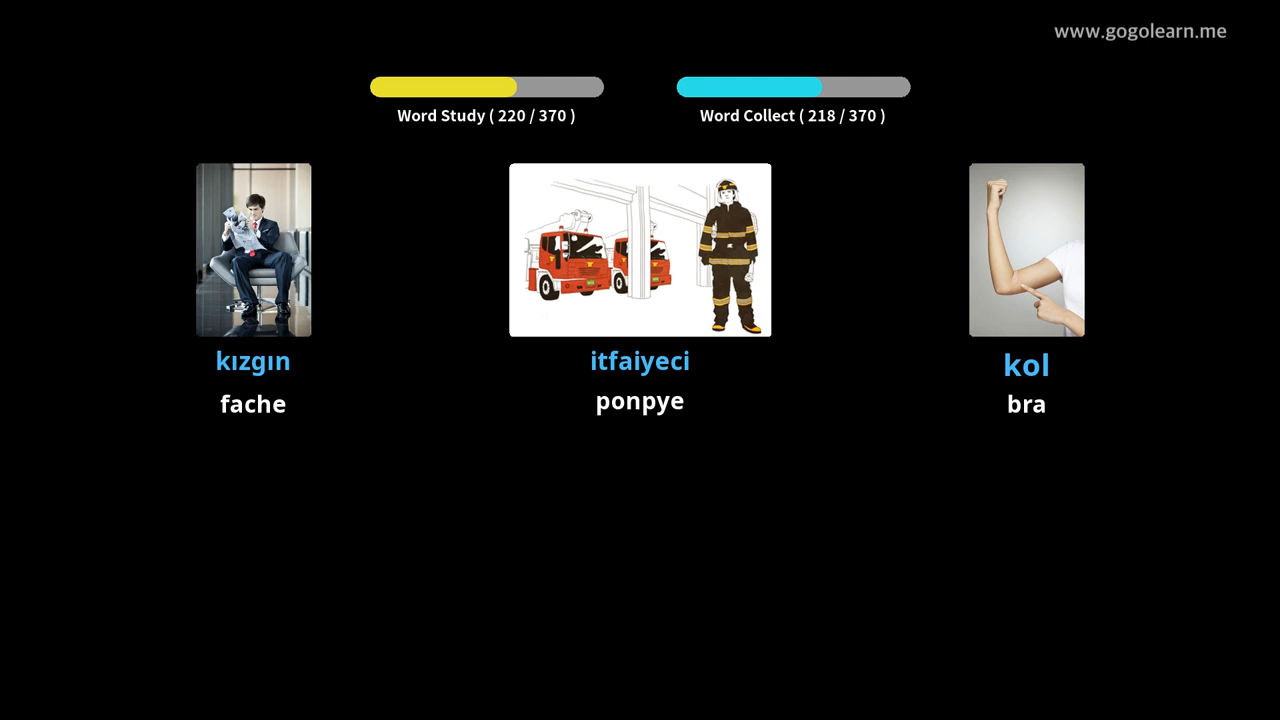 www.gogolearn.me
Word Study ( 220 / 370 )
Word Collect ( 218 / 370 )
kızgın
fache
itfaiyeci
ponpye
kol
bra